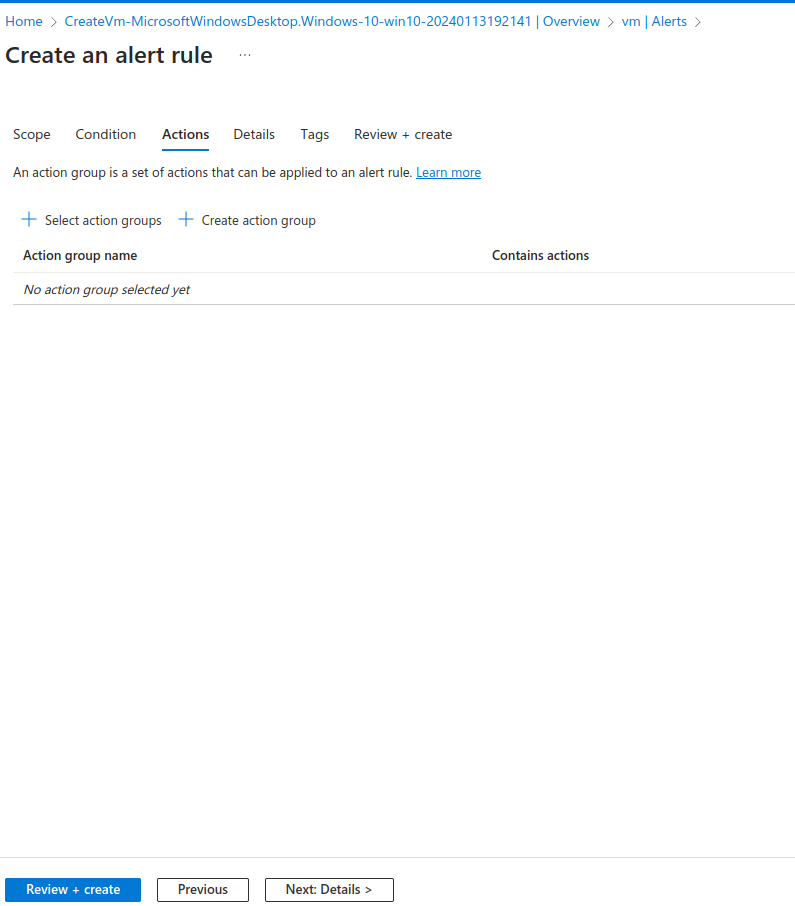 Home > CreateVm-MicrosoftWindowsDesktop.Windows-10-win10-20240113192141 | Overview > vm | Alerts >
Create an alert rule ...
Scope Condition Actions Details Tags Review + create
An action group is a set of actions that can be applied to an alert rule. Learn more
+ Select action groups + Create action group
Action group name Contains actions
No action group selected yet
Review + create Previous Next: Details >